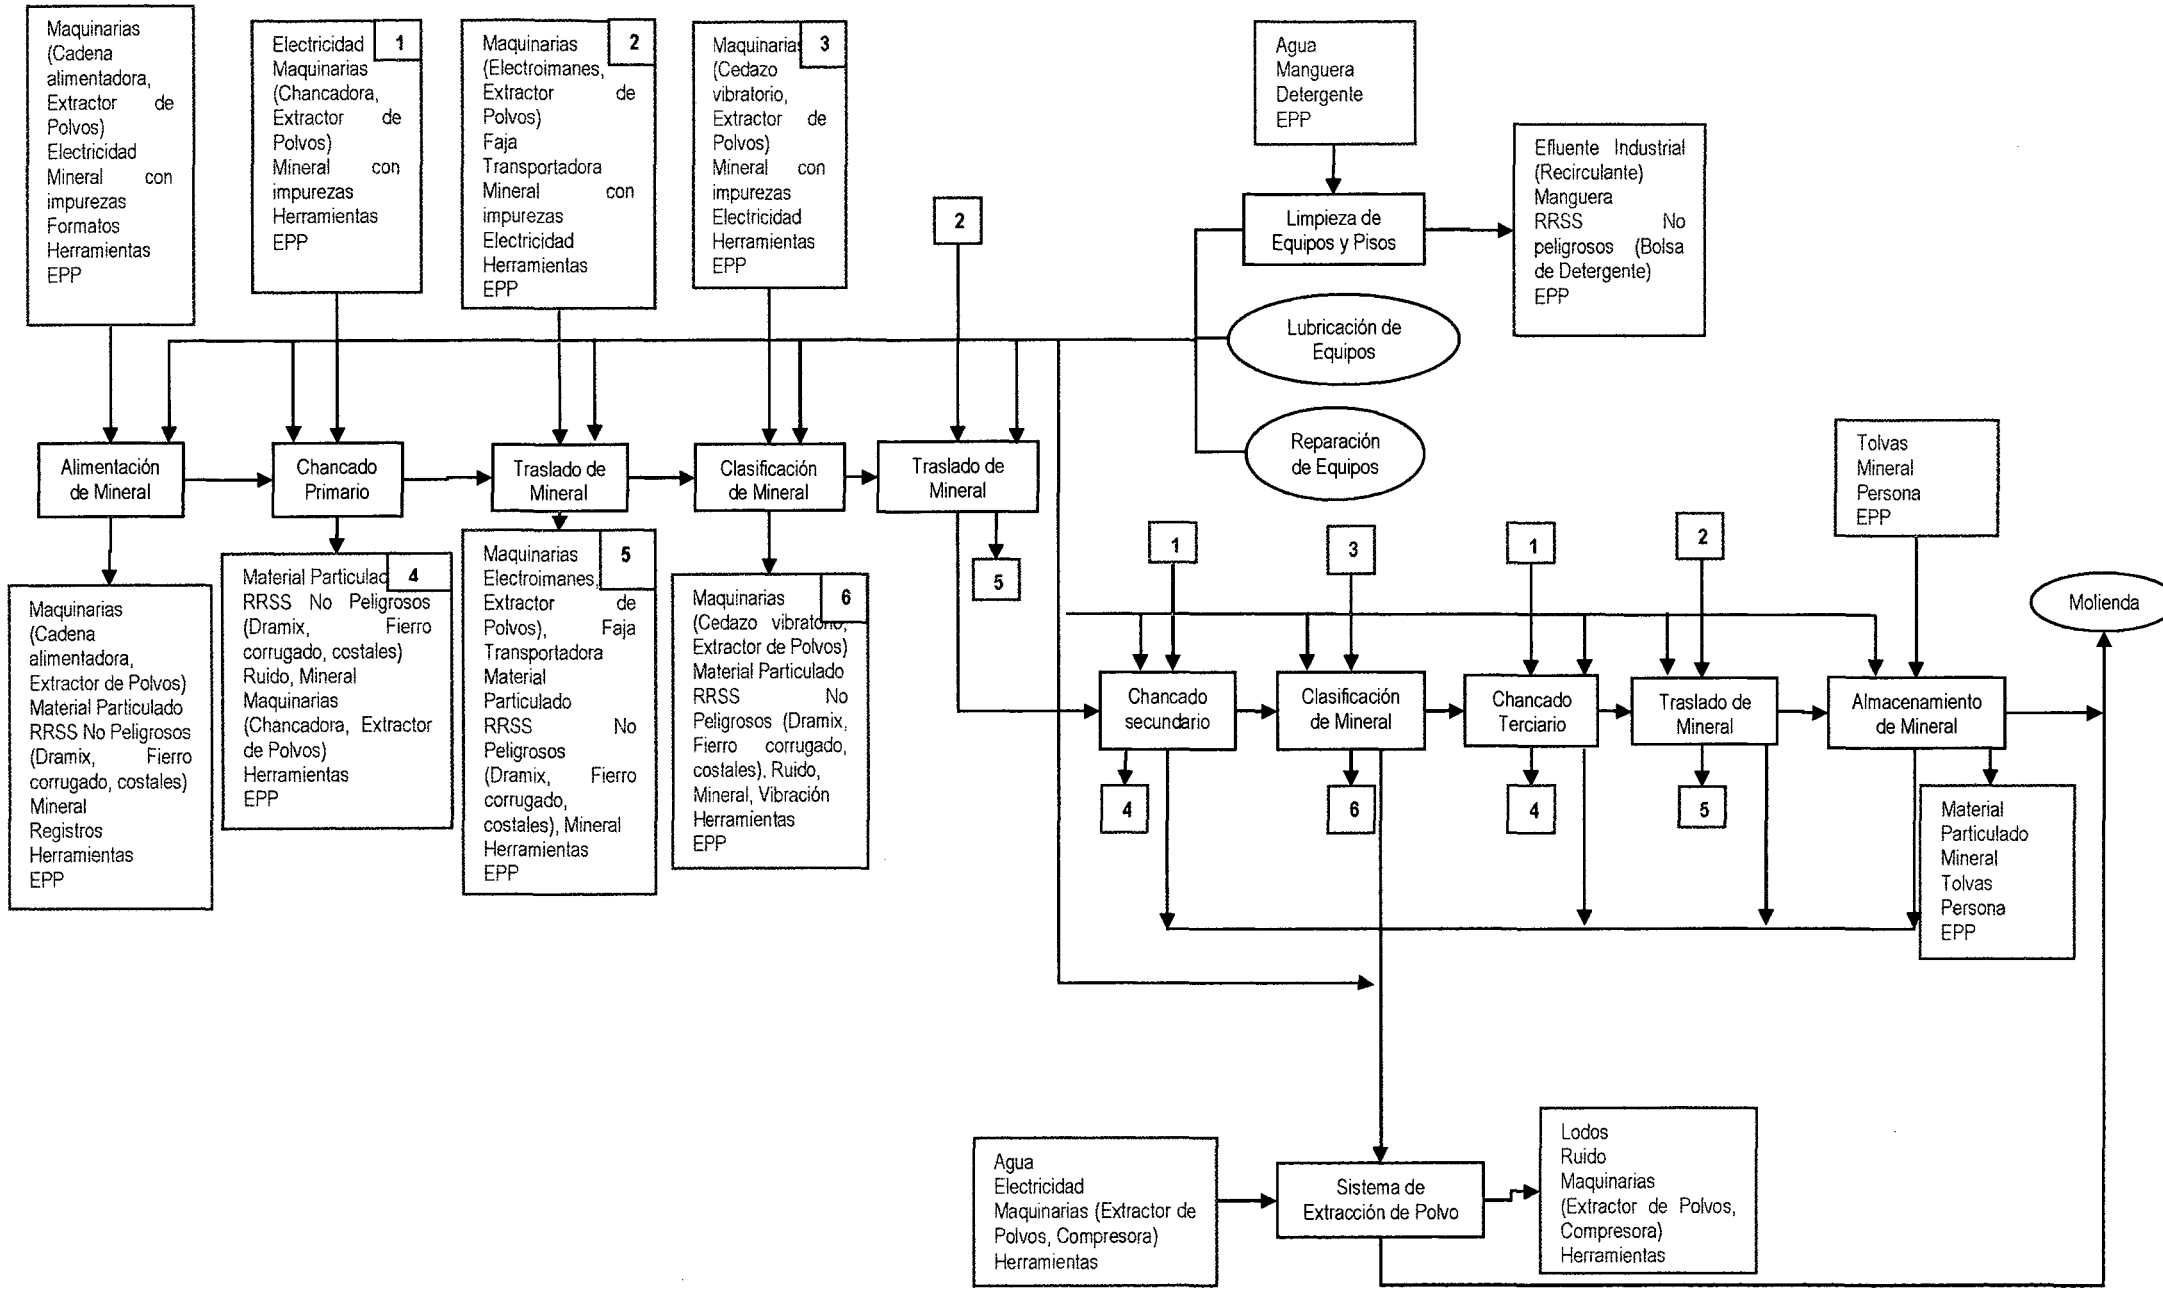 Maquinarias
(Cadena
alimentadora,
Extractor de
Polvos)
Electricidad
Mineral con
impurezas
Formatos
Herramientas
EPP
1
Electricidad
Maquinarias
(Chancadora,
Extractor de
Polvos)
Mineral con
impurezas
Herramientas
EPP
2
Maquinarias
(Electroimanes,
Extractor de
Polvos)
Faja
Transportadora
Mineral con
impurezas
Electricidad
Herramientas
EPP
3
Maquinarias
(Cedazo
vibratorio,
Extractor de
Polvos)
Mineral con
impurezas
Electricidad
Herramientas
EPP
2
Agua
Manguera
Detergente
EPP
Limpieza de
Equipos y Pisos
Efluente Industrial
(Recirculante)
Manguera
RRSS No
peligrosos (Bolsa
de Detergente)
EPP
Lubricación de
Equipos
Reparación
de Equipos
Alimentación
de Mineral
Chancado
Primario
Traslado de
Mineral
Clasificación
de Mineral
Traslado de
Mineral
Maquinarias
(Cadena
alimentadora,
Extractor de Polvos)
Material Particulado
RRSS No Peligrosos
(Dramix, Fierro
corrugado, costales)
Mineral
Registros
Herramientas
EPP
4
Material Particulad
RRSS No Peligrosos
(Dramix, Fierro
corrugado, costales)
Ruido, Mineral
Maquinarias
(Chancadora, Extractor
de Polvos)
Herramientas
EPP
5
Maquinarias
Electroimanes,
Extractor de
Polvos), Faja
Transportadora
Material
Particulado
RRSS No
Peligrosos
(Dramix, Fierro
corrugado,
costales), Mineral
Herramientas
EPP
6
Maquinarias
(Cedazo vibratorio,
Extractor de Polvos)
Material Particulado
RRSS No
Peligrosos (Dramix,
Fierro corrugado,
costales), Ruido,
Mineral, Vibración
Herramientas
EPP
5
1
3
1
2
Tolvas
Mineral
Persona
EPP
Molienda
Chancado
secundario
Clasificación
de Mineral
Chancado
Terciario
Traslado de
Mineral
Almacenamiento
de Mineral
4
6
4
5
Material
Particulado
Mineral
Tolvas
Persona
EPP
Agua
Electricidad
Maquinarias (Extractor de
Polvos, Compresora)
Herramientas
Sistema de
Extracción de Polvo
Lodos
Ruido
Maquinarias
(Extractor de Polvos,
Compresora)
Herramientas